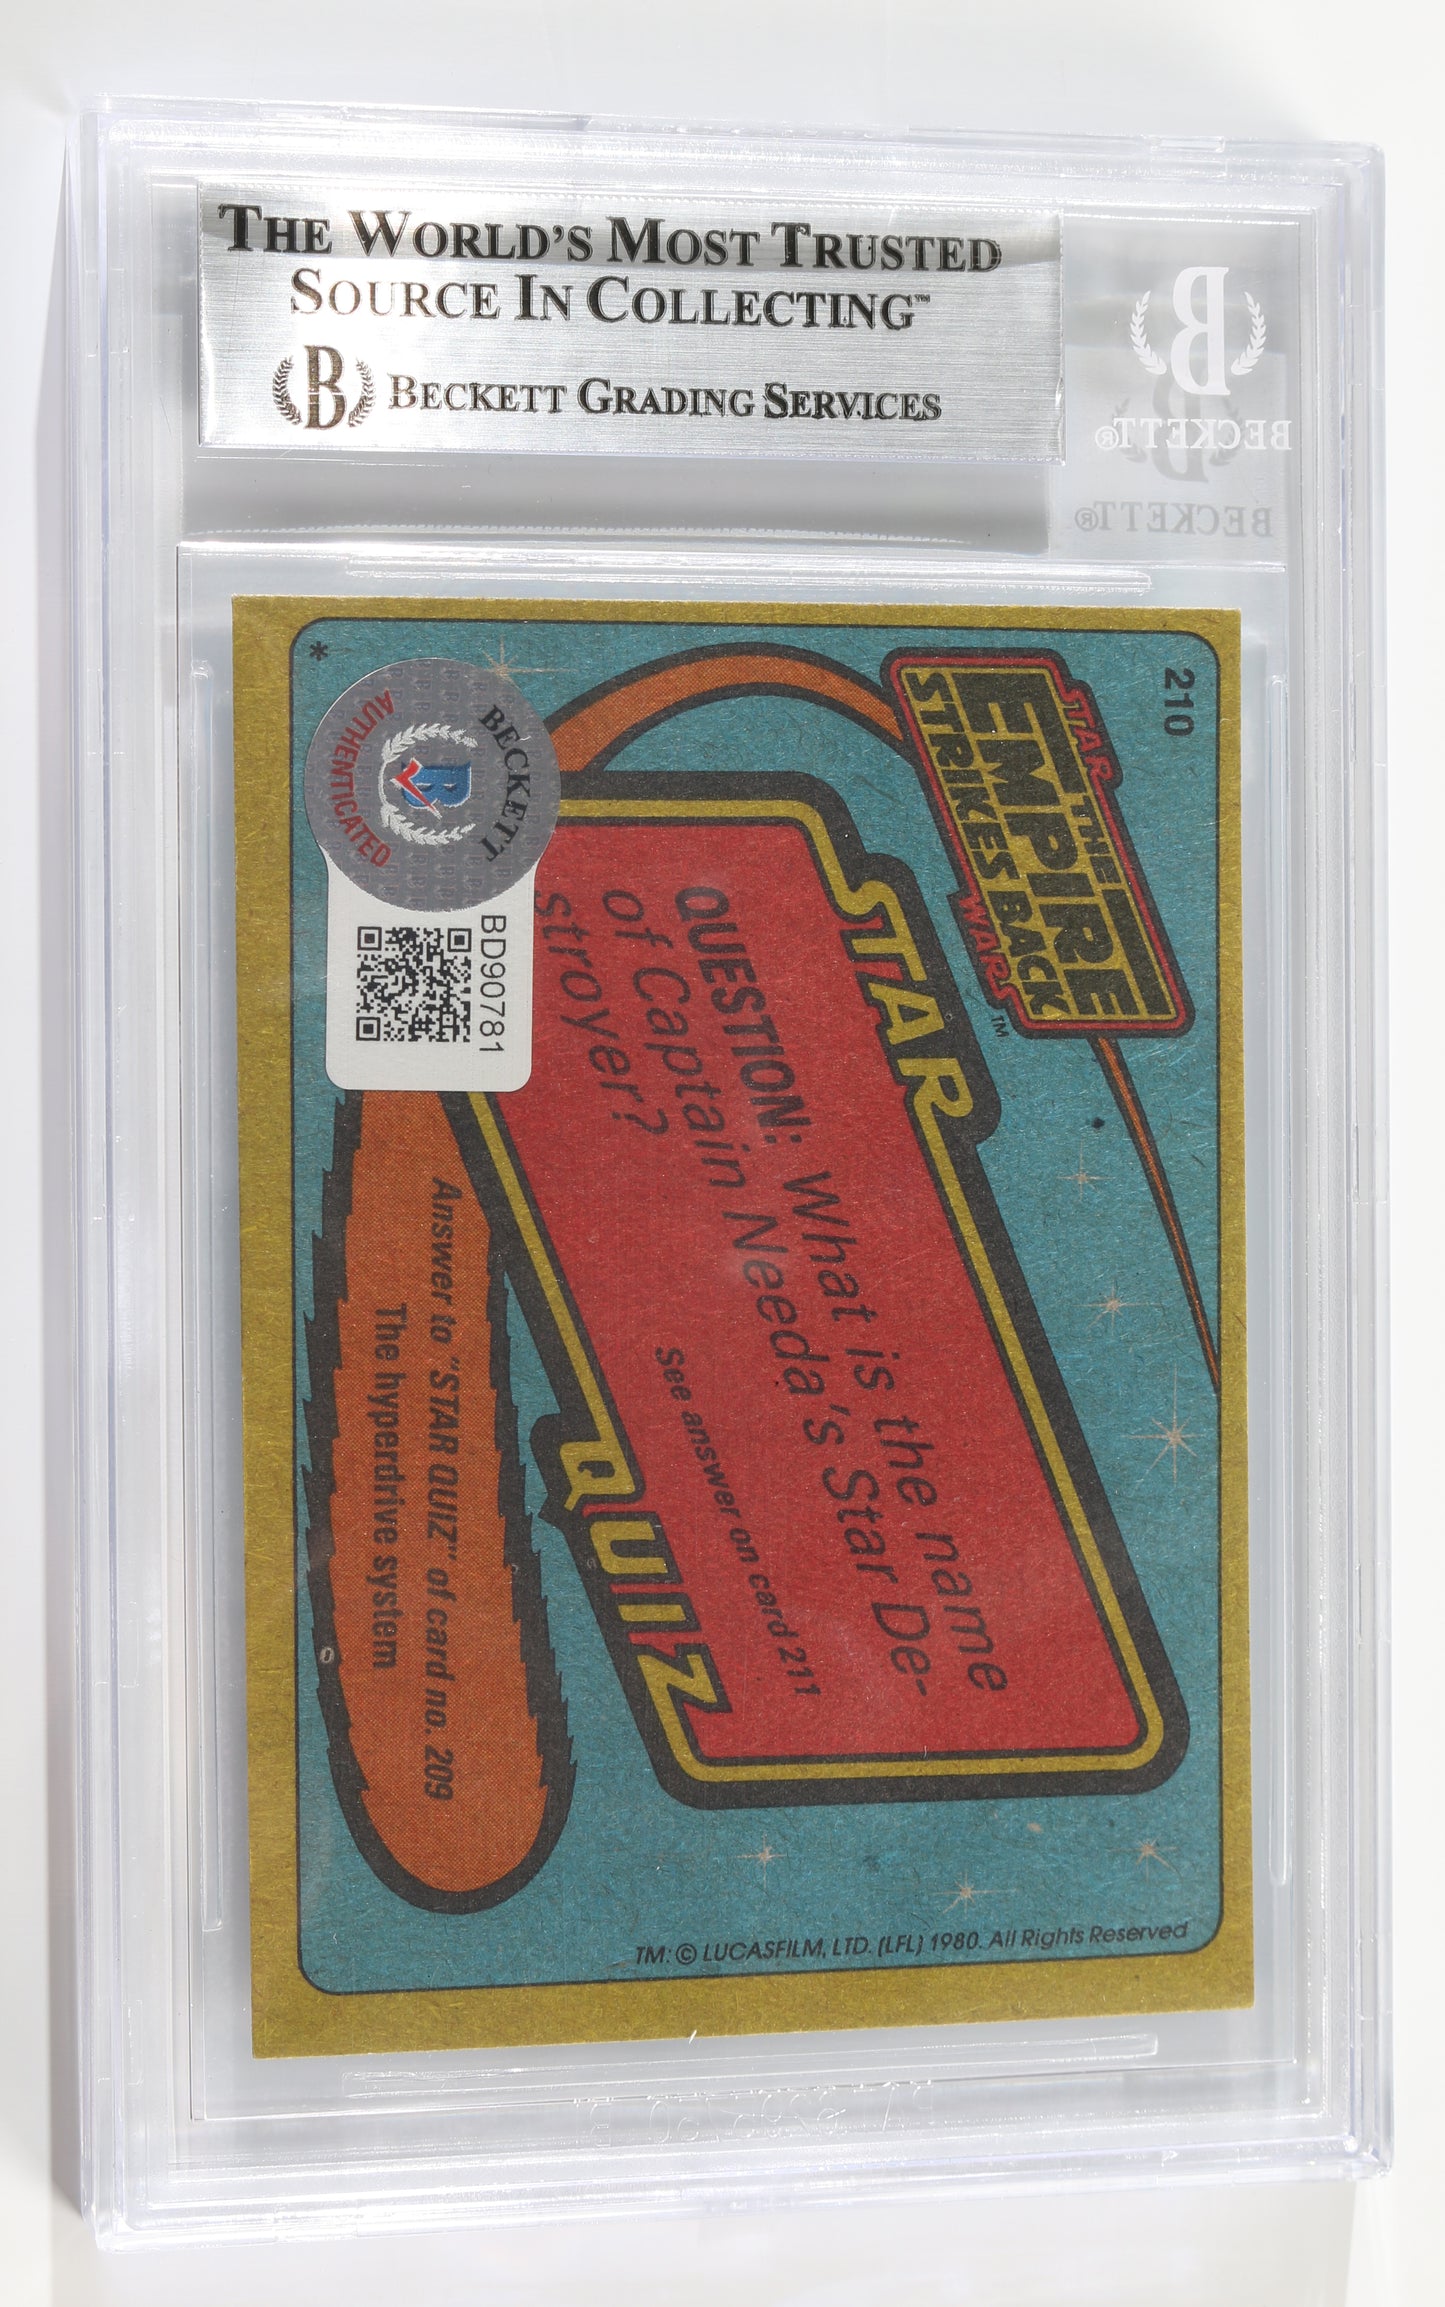 THE WORLD'S MOST TRUSTED
SOURCE IN COLLECTING™
B BECKETT GRADING SERVICES
B
BECKETT®
BECKETT®
210
STAR
THE
EMPIRE
STRIKES BACK
WARS™
STAR
QUESTION: What is the name
of Captain Needa's Star De-
stroyer?
See answer on card 211
QUIZ
Answer to "STAR QUIZ" of card no. 209
The hyperdrive system
*
BECKETT
B
AUTHENTICATED
BD90781
TM: © LUCASFILM, LTD. (LFL) 1980. All Rights Reserved